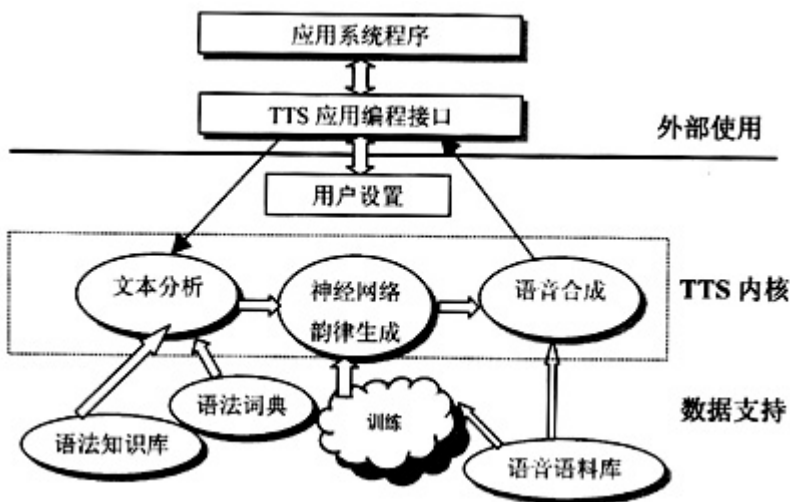 应用系统程序
TTS 应用编程接口
外部使用
用户设置
文本分析
神经网络
韵律生成
语音合成
TTS 内核
语法词典
训练
数据支持
语法知识库
语音语料库